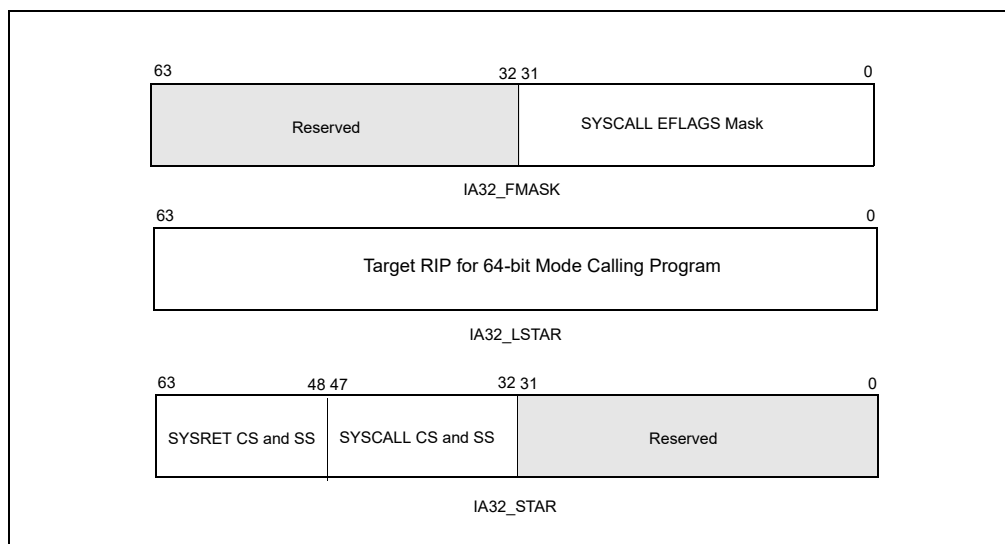 63 32 31 0
Reserved SYSCALL EFLAGS Mask
IA32_FMASK
63 0
Target RIP for 64-bit Mode Calling Program
IA32_LSTAR
63 48 47 32 31 0
SYSRET CS and SS SYSCALL CS and SS Reserved
IA32_STAR